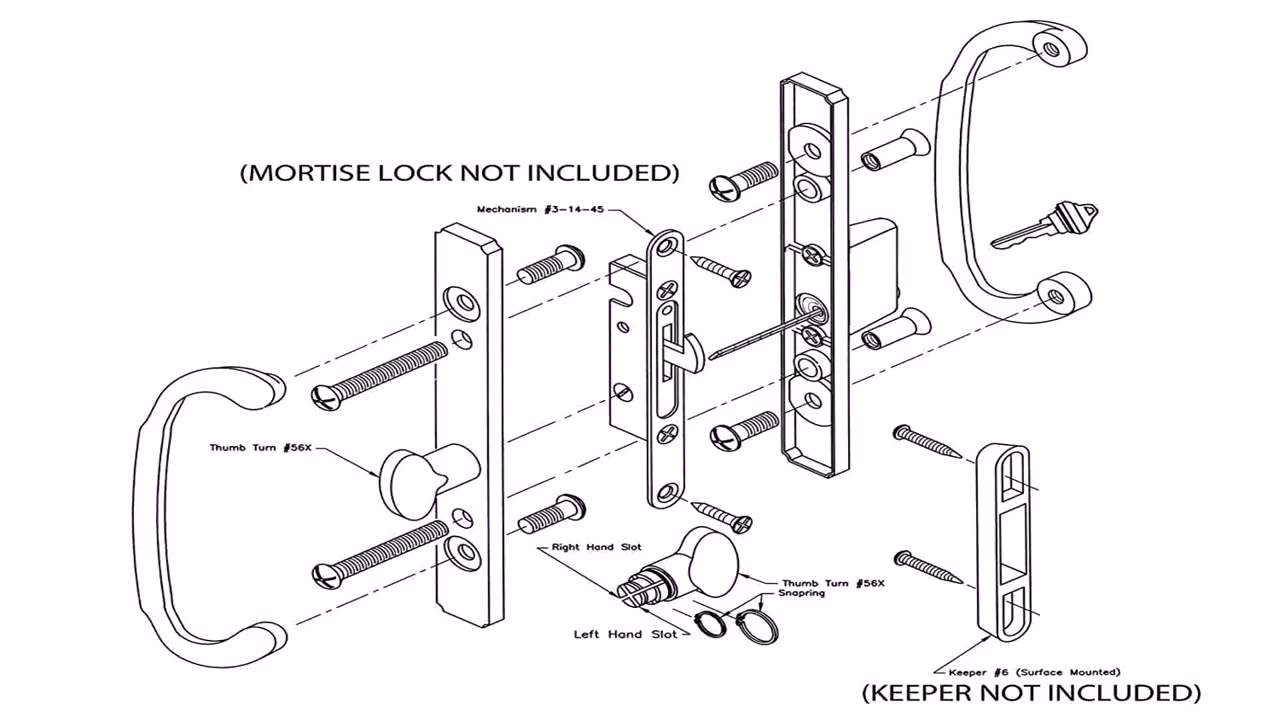 (MORTISE LOCK NOT INCLUDED)
Mechanism #3-14-45
Thumb Turn #56X
Right Hand Slot
Thumb Turn #56X
Snapring
Left Hand Slot
Keeper #6 (Surface Mounted)
(KEEPER NOT INCLUDED)